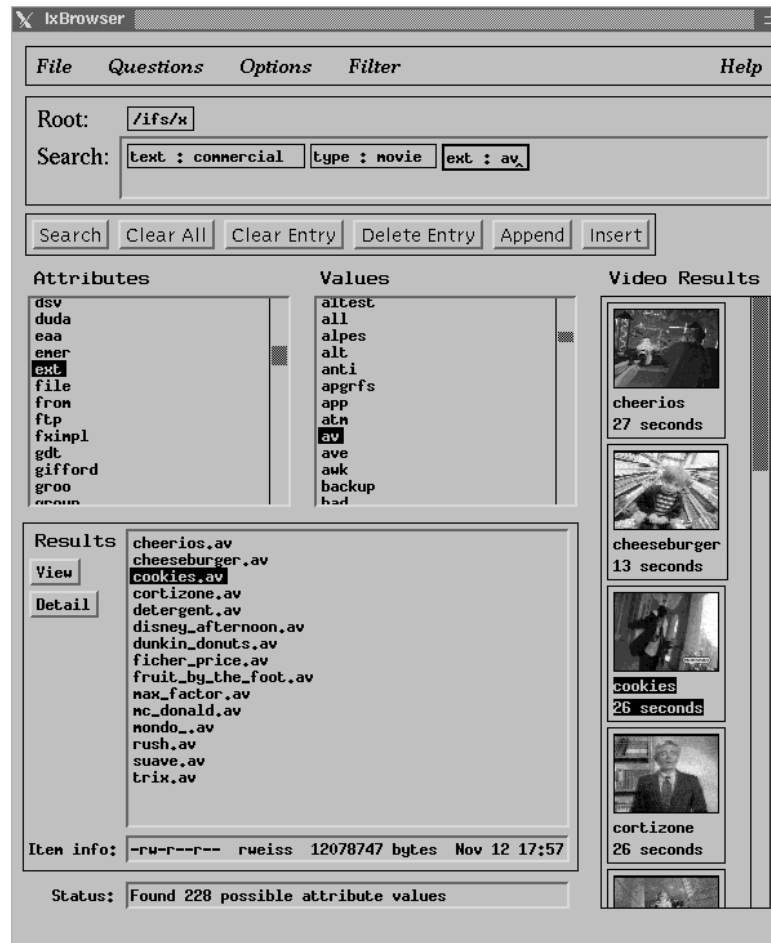 IxBrowser
File Questions Options Filter Help
Root: /ifs/x
Search: text : commercial type : movie ext : av
Search Clear All Clear Entry Delete Entry Append Insert
Attributes
dsv
duda
eaa
emer
ext
file
from
ftp
fximpl
gdt
gifford
groo
group
Values
altest
all
alpes
alt
anti
apgrfs
app
atm
av
ave
awk
backup
bad
Video Results
cheerios
27 seconds
cheeseburger
13 seconds
cookies
26 seconds
cortizone
26 seconds
Results
View
Detail
cheerios.av
cheeseburger.av
cookies.av
cortizone.av
detergent.av
disney_afternoon.av
dunkin_donuts.av
ficher_price.av
fruit_by_the_foot.av
max_factor.av
mc_donald.av
mondo_.av
rush.av
suave.av
trix.av
Item info: -rw-r--r-- rweiss 12078747 bytes Nov 12 17:57
Status: Found 228 possible attribute values